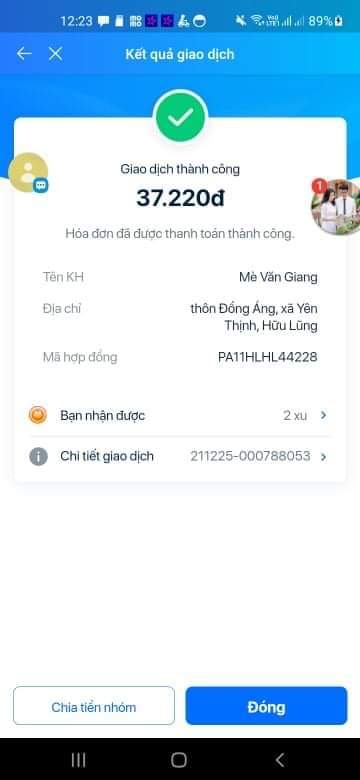 12:23
89%
Kết quả giao dịch
Giao dịch thành công
37.220đ
1
Hóa đơn đã được thanh toán thành công.
Tên KH
Mè Văn Giang
Địa chỉ
thôn Đồng Áng, xã Yên
Thịnh, Hữu Lũng
Mã hợp đồng
PA11HLHL44228
Bạn nhận được
2 xu
Chi tiết giao dịch
211225-000788053
Chia tiền nhóm
Đóng